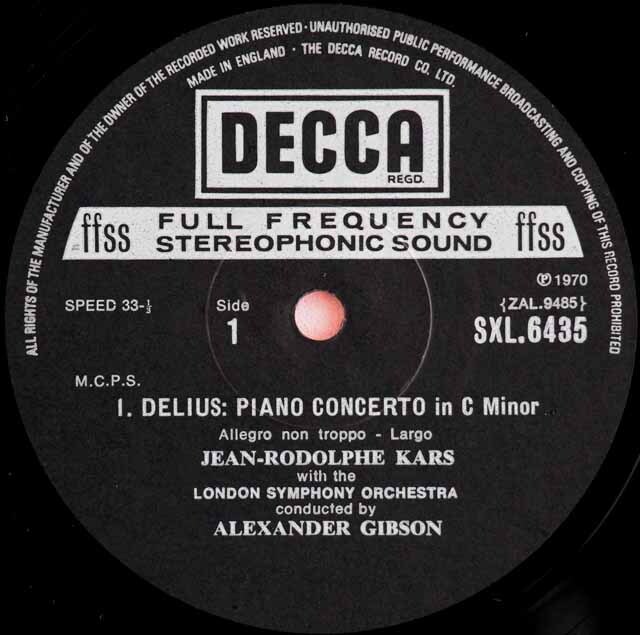 ALL RIGHTS OF THE MANUFACTURER AND OF THE OWNER OF THE RECORDED WORK RESERVED · UNAUTHORISED PUBLIC PERFORMANCE BROADCASTING AND COPYING OF THIS RECORD PROHIBITED
MADE IN ENGLAND · THE DECCA RECORD CO. LTD.
DECCA
REGD.
ffss FULL FREQUENCY STEREOPHONIC SOUND ffss
℗ 1970
SPEED 33-⅓ Side {ZAL.9485}
1 SXL.6435
M.C.P.S.
1. DELIUS: PIANO CONCERTO in C Minor
Allegro non troppo - Largo
JEAN-RODOLPHE KARS
with the
LONDON SYMPHONY ORCHESTRA
conducted by
ALEXANDER GIBSON